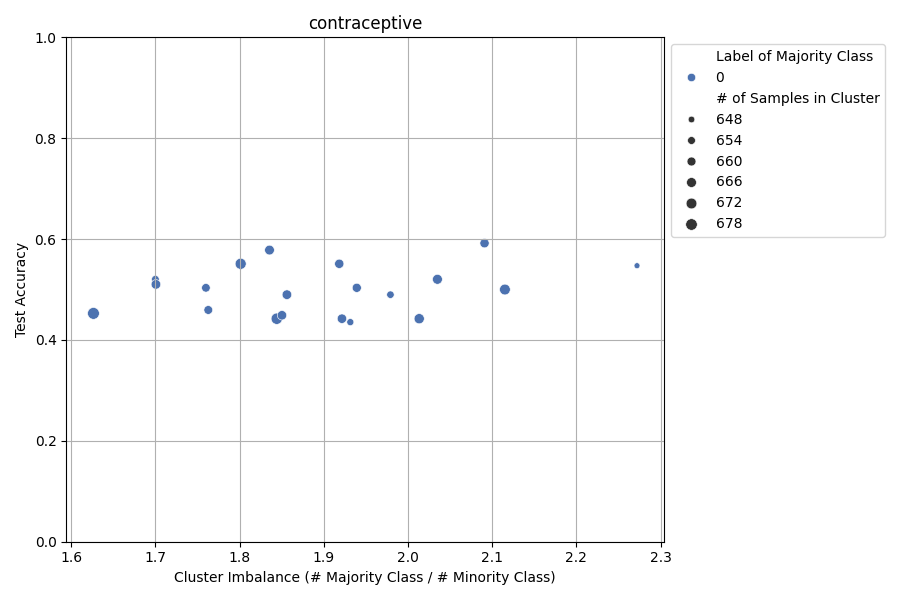 contraceptive
1.0
0.8
0.6
0.4
0.2
0.0
Test Accuracy
1.6 1.7 1.8 1.9 2.0 2.1 2.2 2.3
Cluster Imbalance (# Majority Class / # Minority Class)
Label of Majority Class
0
# of Samples in Cluster
648
654
660
666
672
678